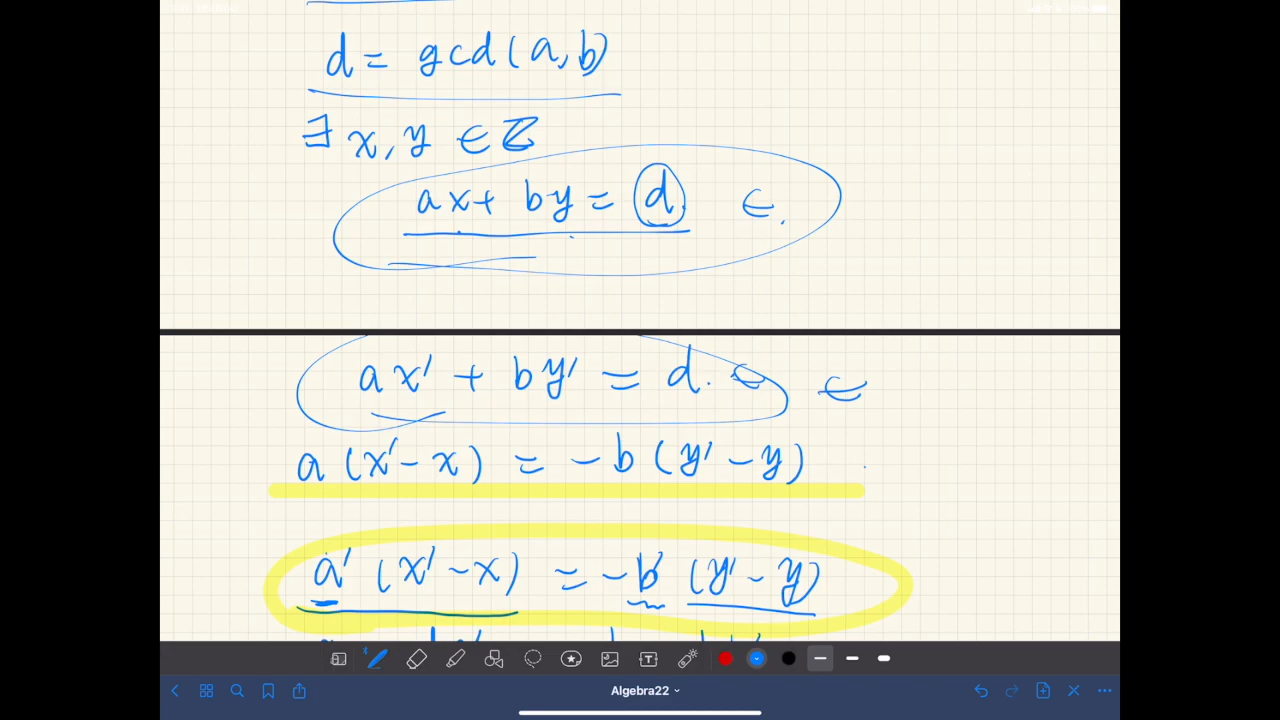 d = gcd(a,b)
∃ x, y ∈ ℤ
ax + by = d. ∈.
ax' + by' = d. ∈ ∈
a (x' - x) = -b (y' - y)
a' (x' - x) = -b' (y' - y)
Algebra22